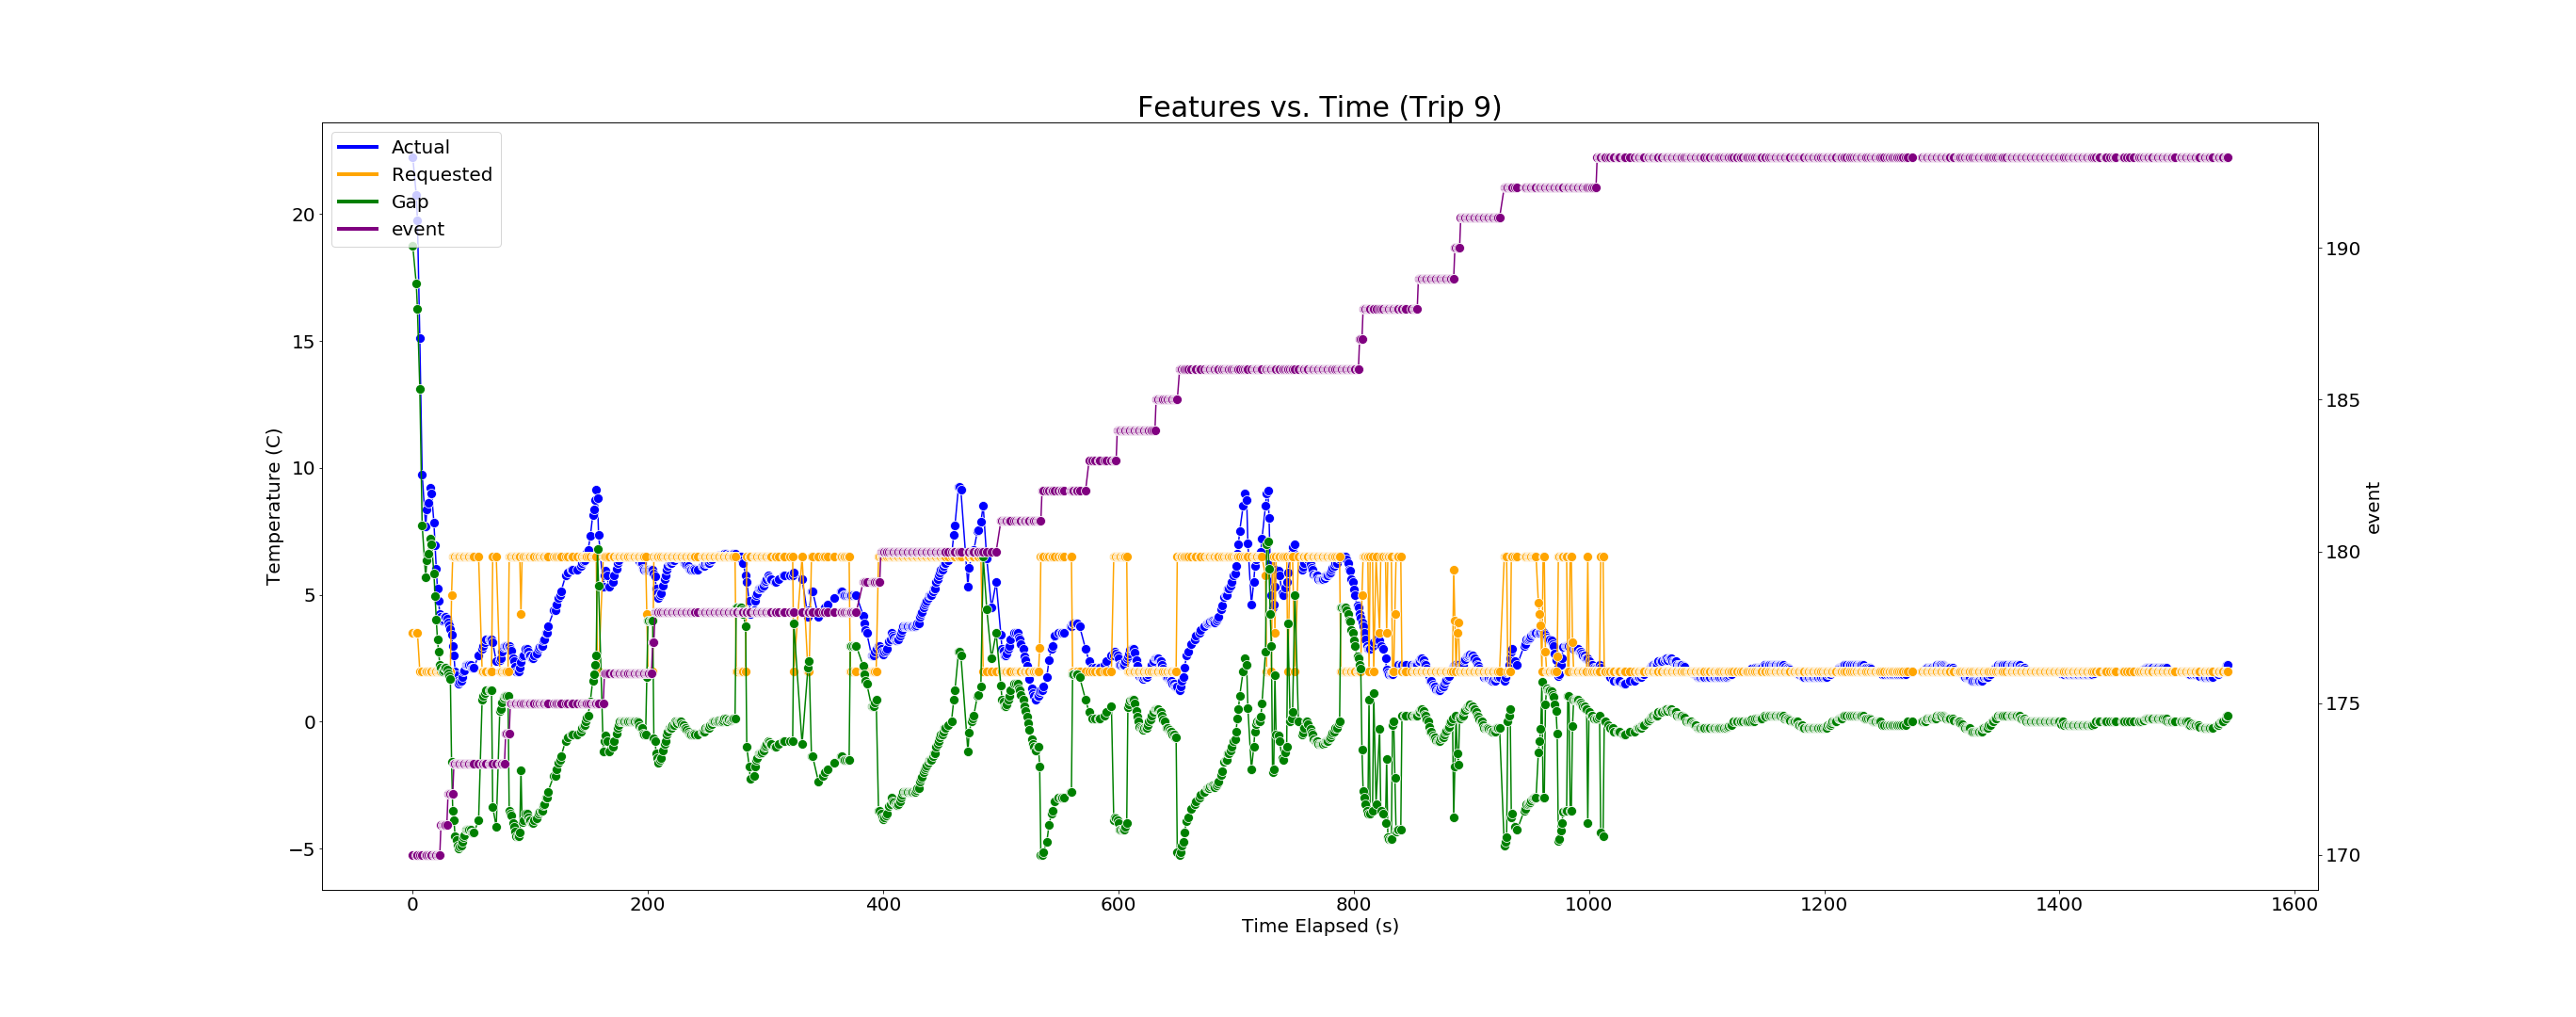 Features vs. Time (Trip 9)
Actual
Requested
Gap
event
20
15
10
5
0
−5
Temperature (C)
190
185
180
175
170
event
0 200 400 600 800 1000 1200 1400 1600
Time Elapsed (s)